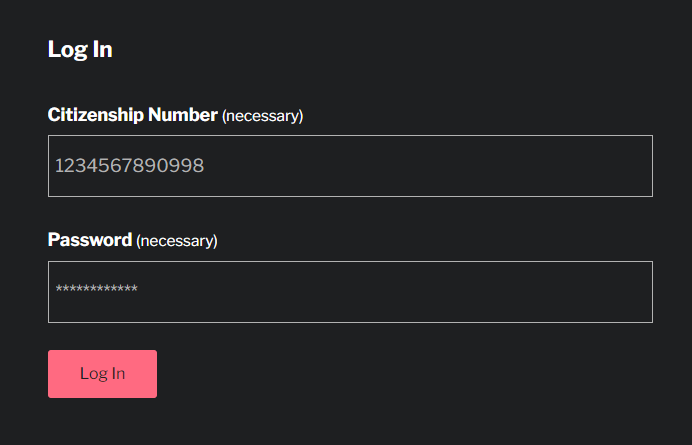 Log In
Citizenship Number (necessary)
1234567890998
Password (necessary)
************
Log In